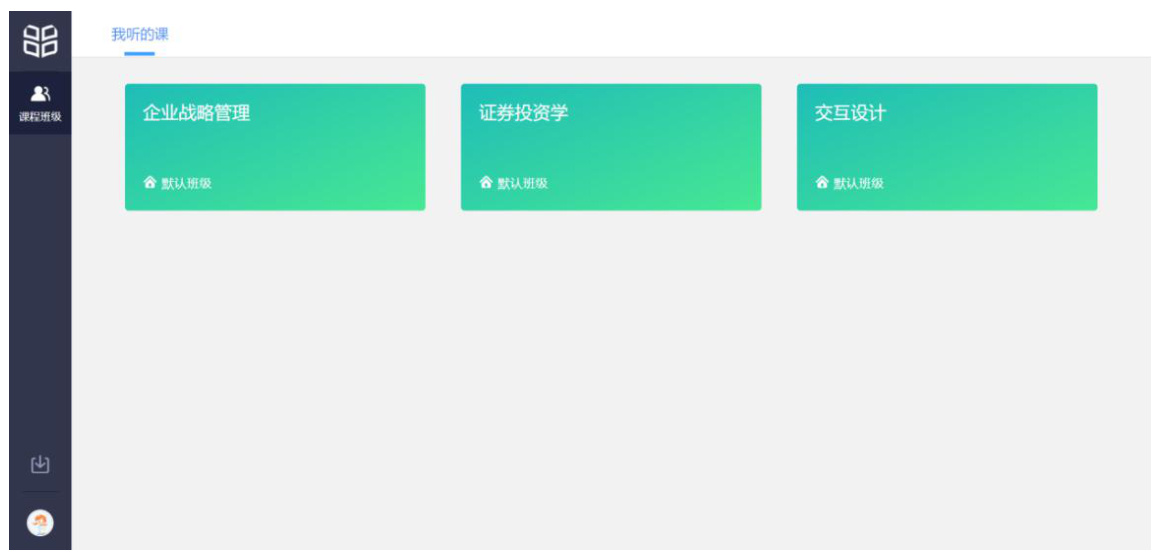 我听的课
课程班级
企业战略管理
证券投资学
交互设计
默认班级
默认班级
默认班级